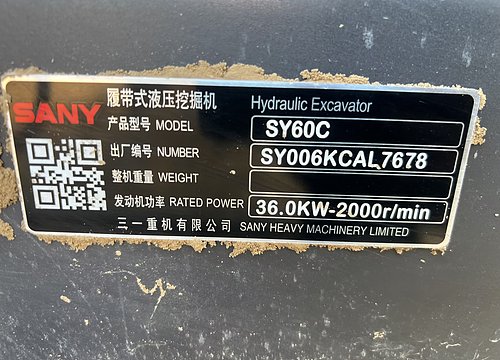 SANY 履带式液压挖掘机 Hydraulic Excavator
产品型号 MODEL SY60C
出厂编号 NUMBER SY006KCAL7678
整机重量 WEIGHT
发动机功率 RATED POWER 36.0KW-2000r/min
三一重机有限公司 SANY HEAVY MACHINERY LIMITED